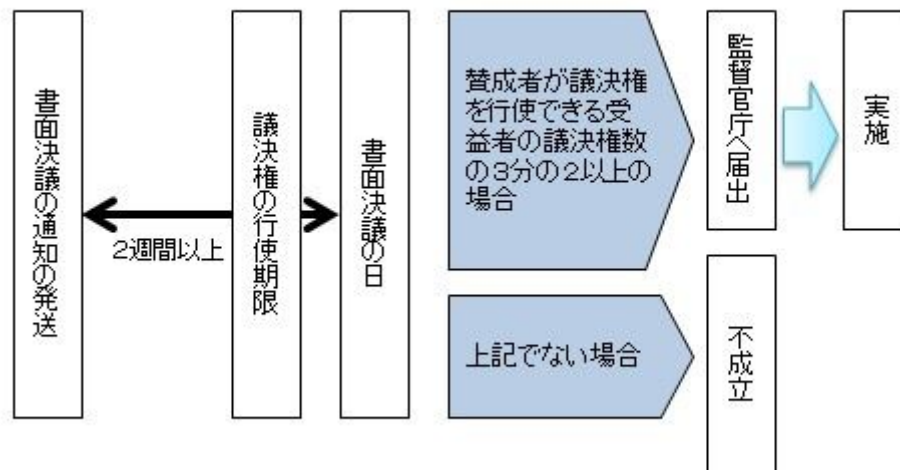 書面決議の通知の発送
2週間以上
議決権の行使期限
書面決議の日
賛成者が議決権
を行使できる受
益者の議決権数
の3分の2以上の
場合
監督官庁へ届出
実施
上記でない場合
不成立